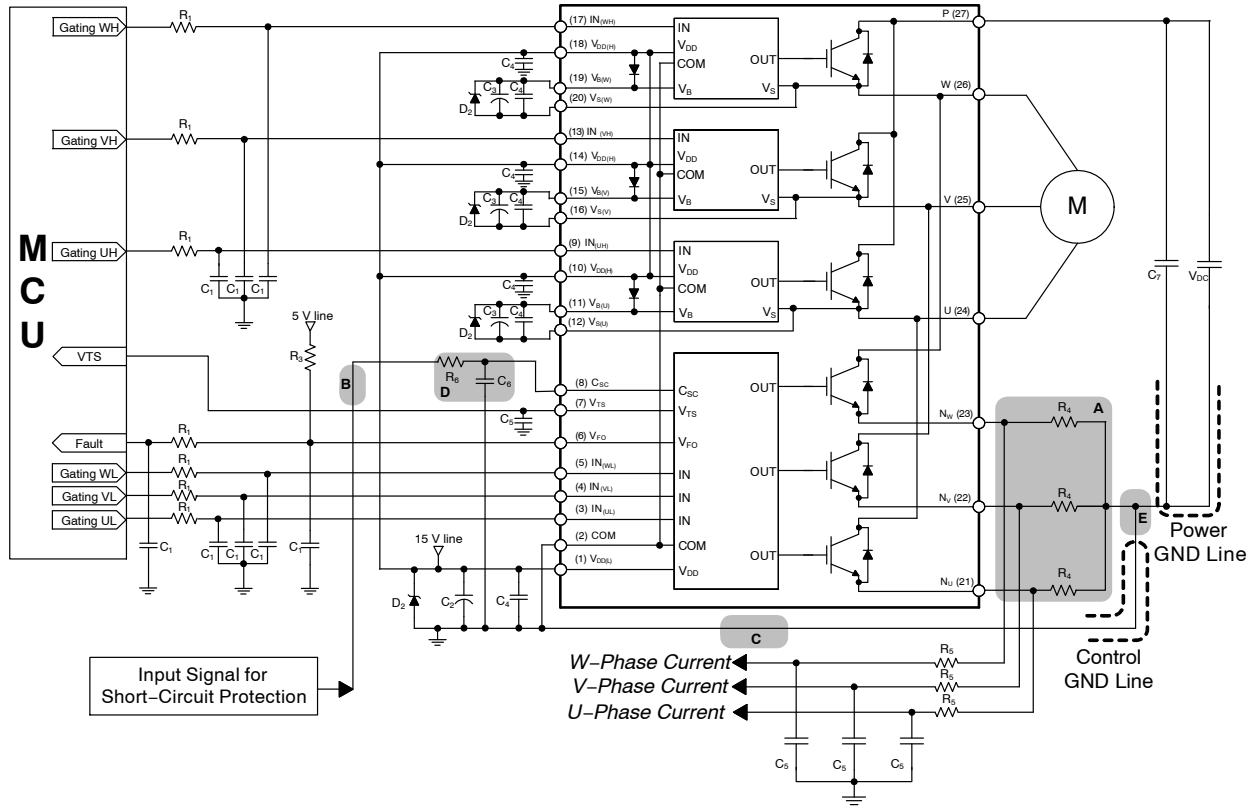 MCU
Gating WH
R1
(17) IN(WH)
IN
P (27)
(18) VDD(H)
VDD
C4
COM
OUT
(19) VB(W)
C3
C4
D2
VB
VS
(20) VS(W)
W (26)
Gating VH
R1
(13) IN (VH)
IN
(14) VDD(H)
VDD
C4
COM
OUT
(15) VB(V)
C3
C4
D2
VB
VS
(16) VS(V)
V (25)
M
Gating UH
R1
(9) IN(UH)
IN
(10) VDD(H)
VDD
C4
COM
OUT
C1
C1
C1
C7
VDC
(11) VB(U)
C3
C4
D2
VB
VS
(12) VS(U)
U (24)
5 V line
R3
VTS
B
R6
C6
D
(8) CSC
CSC
OUT
(7) VTS
VTS
C5
NW (23)
R4
A
Fault
R1
(6) VFO
VFO
Gating WL
R1
(5) IN(WL)
IN
OUT
Gating VL
R1
(4) IN(VL)
IN
NV (22)
R4
E
Gating UL
(3) IN(UL)
IN
Power
GND Line
C1
C1
C1
C1
C1
15 V line
(2) COM
COM
OUT
(1) VDD(L)
VDD
NU (21)
R4
D2
C2
C4
C
Control
GND Line
Input Signal for
Short-Circuit Protection
W-Phase Current
R5
V-Phase Current
R5
U-Phase Current
R5
C5
C5
C5